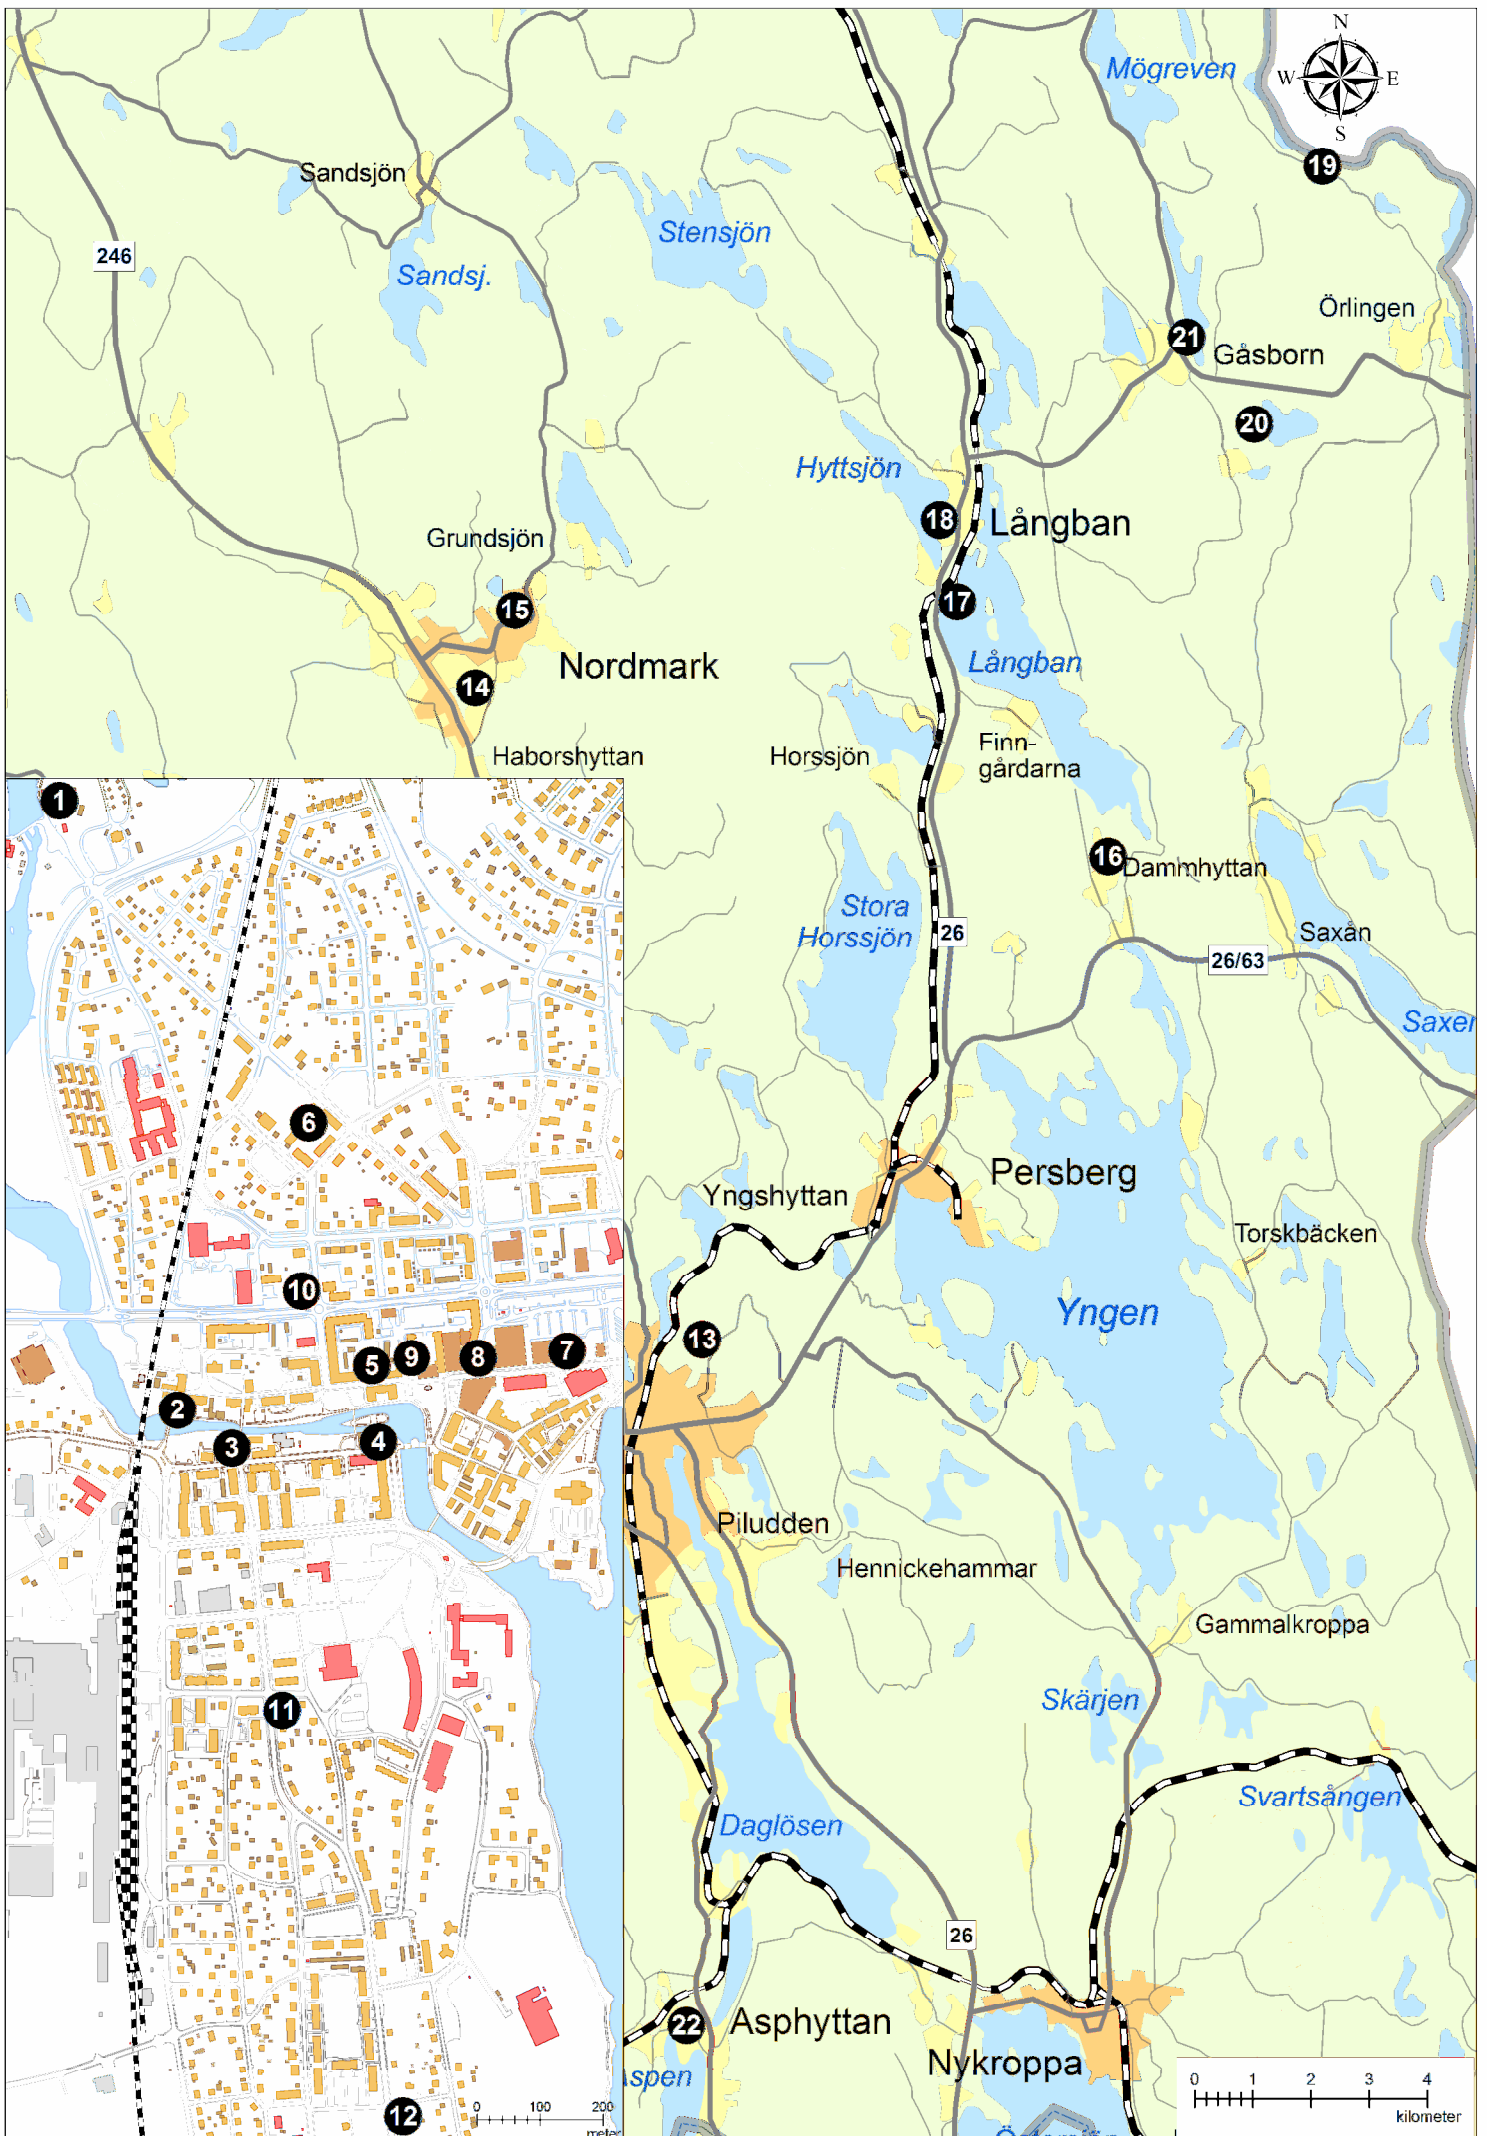 N
Mögreven
W E
S
19
Sandsjön
Stensjön
246
Sandsj.
Örlingen
21
Gåsborn
20
Hyttsjön
18 Långban
Grundsjön
15
17
Nordmark
Långban
14
Haborshyttan
Horssjön
Finn-
gårdarna
1
16
Dammhyttan
Stora
Horssjön
26
Saxån
26/63
Saxen
6
Persberg
Yngshyttan
Torskbäcken
10
Yngen
13
5 9 8 7
2
3
4
Piludden
Hennickehammar
Gammalkroppa
11
Skärjen
Svartsången
Daglösen
26
22 Asphyttan
Nykroppa
spen
0 1 2 3 4
kilometer
12
0 100 200
meter